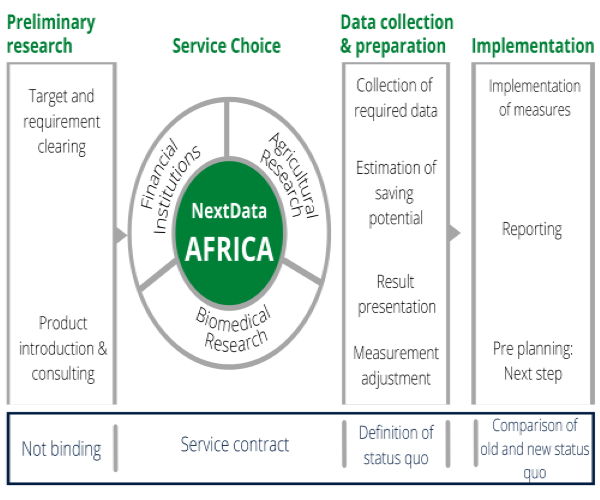 Preliminary
research
Target and
requirement
clearing
Product
introduction &
consulting
Not binding
Service Choice
Financial
Institutions
Agricultural
Research
NextData
AFRICA
Biomedical
Research
Service contract
Data collection
& preparation
Collection of
required data
Estimation of
saving
potential
Result
presentation
Measurement
adjustment
Definition of
status quo
Implementation
Implementation
of measures
Reporting
Pre planning:
Next step
Comparison of
old and new status
quo